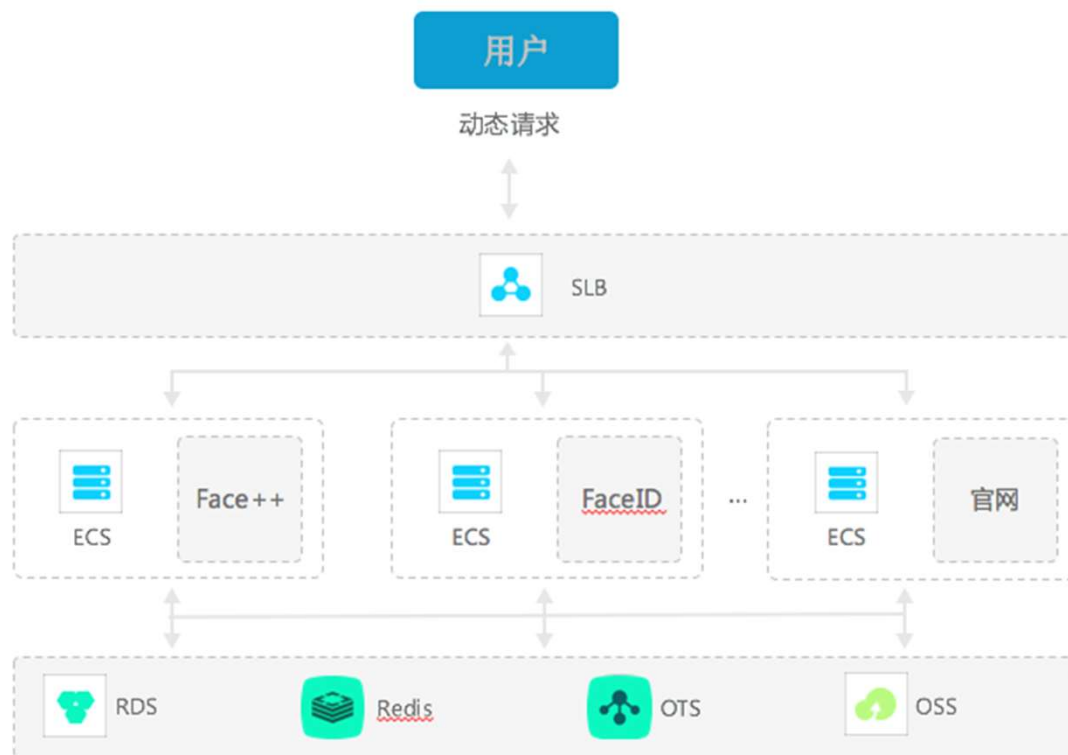 用户
动态请求
SLB
Face++
FaceID
...
官网
ECS
ECS
ECS
RDS
Redis
OTS
OSS